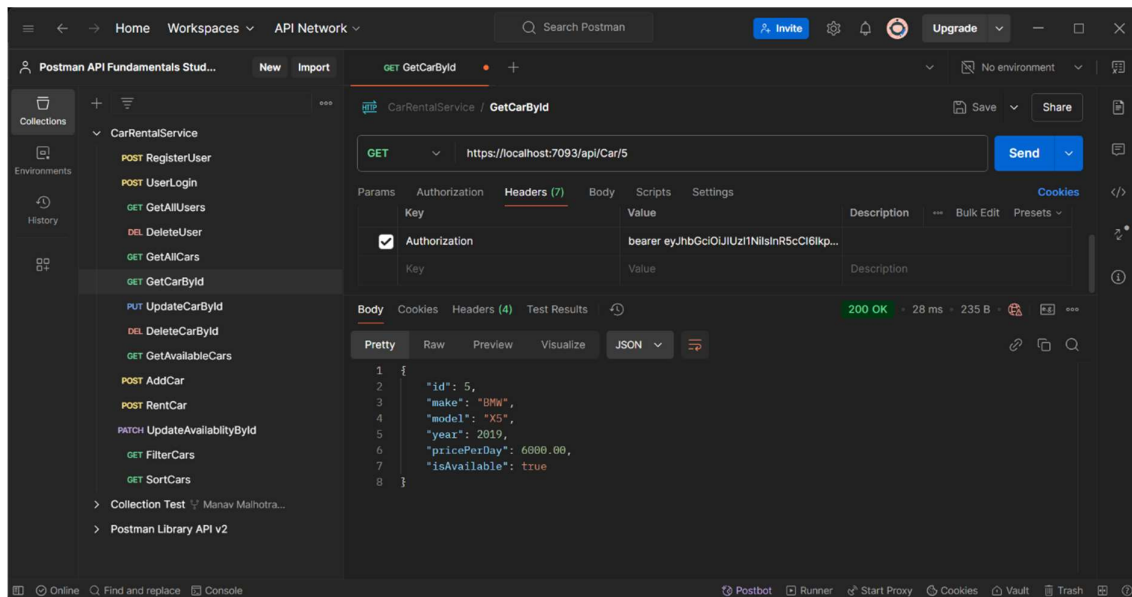 Home Workspaces API Network Search Postman Invite Upgrade
Postman API Fundamentals Stud... New Import GET GetCarById + No environment
Collections
Environments
History
CarRentalService
POST RegisterUser
POST UserLogin
GET GetAllUsers
DEL DeleteUser
GET GetAllCars
GET GetCarById
PUT UpdateCarById
DEL DeleteCarById
GET GetAvailableCars
POST AddCar
POST RentCar
PATCH UpdateAvailablityById
GET FilterCars
GET SortCars
Collection Test Manav Malhotra...
Postman Library API v2
HTTP CarRentalService / GetCarById Save Share
GET https://localhost:7093/api/Car/5 Send
Params Authorization Headers (7) Body Scripts Settings Cookies
Key Value Description Bulk Edit Presets
Authorization bearer eyJhbGciOiJIUzI1NiIsInR5cCI6Ikp...
Key Value Description
Body Cookies Headers (4) Test Results 200 OK 28 ms 235 B
Pretty Raw Preview Visualize JSON
1 {
2 "id": 5,
3 "make": "BMW",
4 "model": "X5",
5 "year": 2019,
6 "pricePerDay": 6000.00,
7 "isAvailable": true
8 }
Online Find and replace Console Postbot Runner Start Proxy Cookies Vault Trash